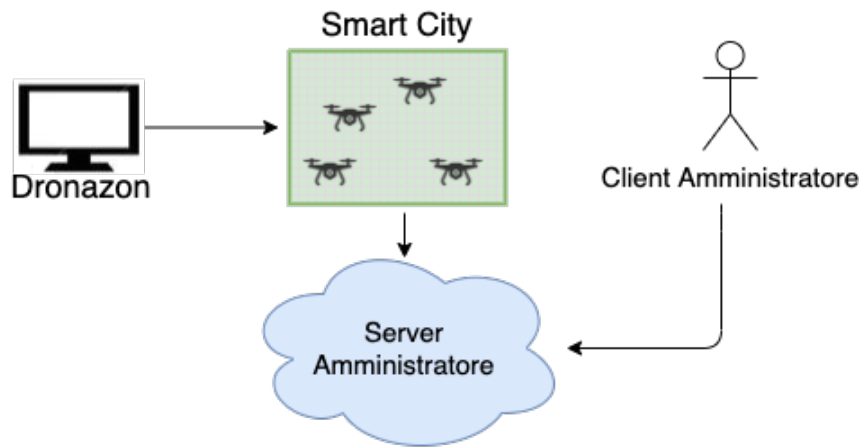 Smart City
Dronazon
Client Amministratore
Server
Amministratore